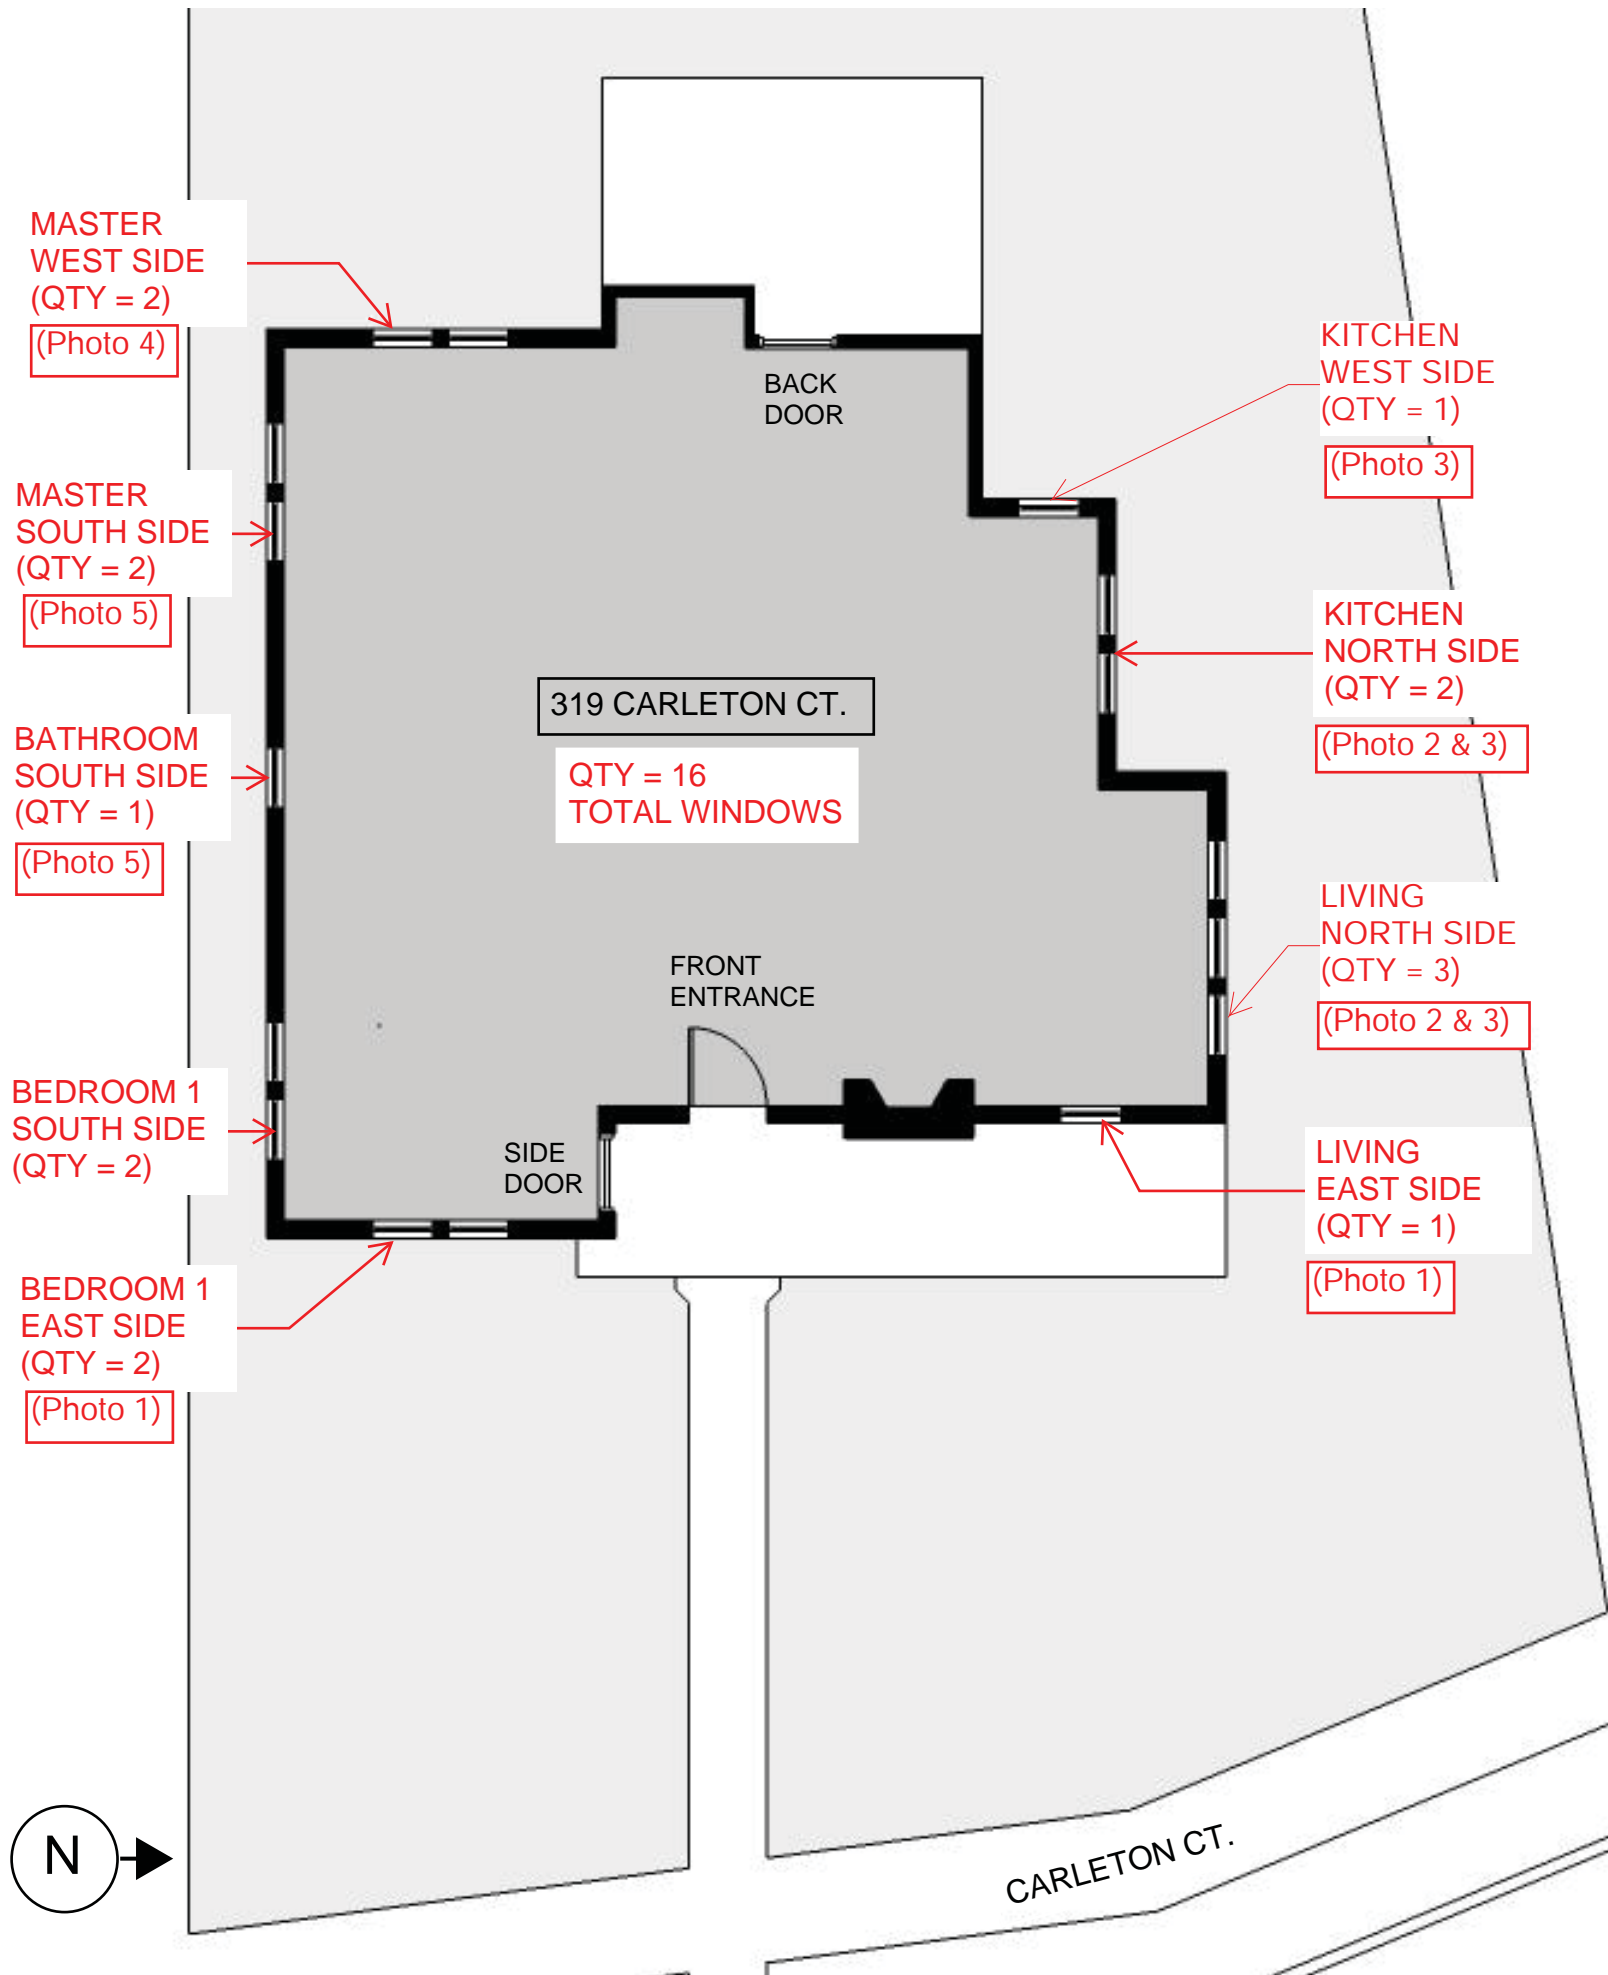 MASTER
WEST SIDE
(QTY = 2)
(Photo 4)
MASTER
SOUTH SIDE
(QTY = 2)
(Photo 5)
BATHROOM
SOUTH SIDE
(QTY = 1)
(Photo 5)
BEDROOM 1
SOUTH SIDE
(QTY = 2)
BEDROOM 1
EAST SIDE
(QTY = 2)
(Photo 1)
BACK
DOOR
319 CARLETON CT.
QTY = 16
TOTAL WINDOWS
FRONT
ENTRANCE
SIDE
DOOR
KITCHEN
WEST SIDE
(QTY = 1)
(Photo 3)
KITCHEN
NORTH SIDE
(QTY = 2)
(Photo 2 & 3)
LIVING
NORTH SIDE
(QTY = 3)
(Photo 2 & 3)
LIVING
EAST SIDE
(QTY = 1)
(Photo 1)
N
CARLETON CT.